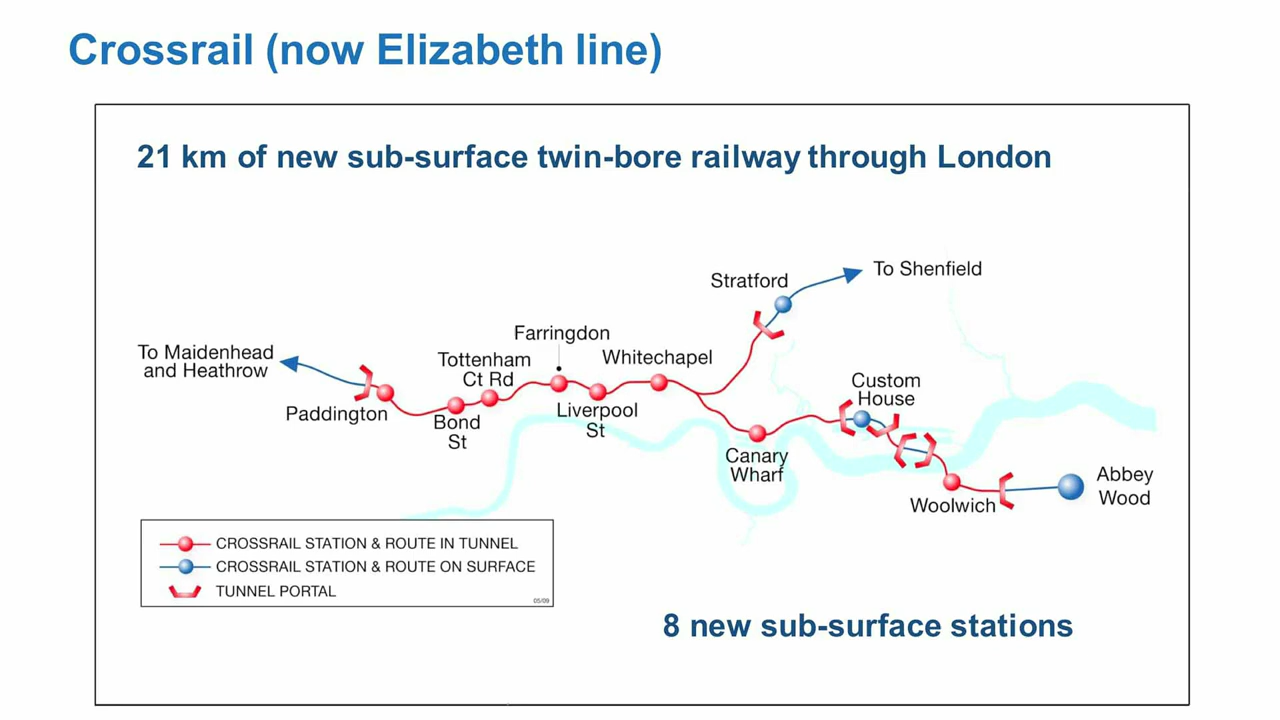 Crossrail (now Elizabeth line)
21 km of new sub-surface twin-bore railway through London
To Shenfield
Stratford
Farringdon
To Maidenhead
and Heathrow
Tottenham
Ct Rd
Whitechapel
Custom
House
Paddington
Bond
St
Liverpool
St
Canary
Wharf
Abbey
Wood
Woolwich
CROSSRAIL STATION & ROUTE IN TUNNEL
CROSSRAIL STATION & ROUTE ON SURFACE
TUNNEL PORTAL
05/09
8 new sub-surface stations